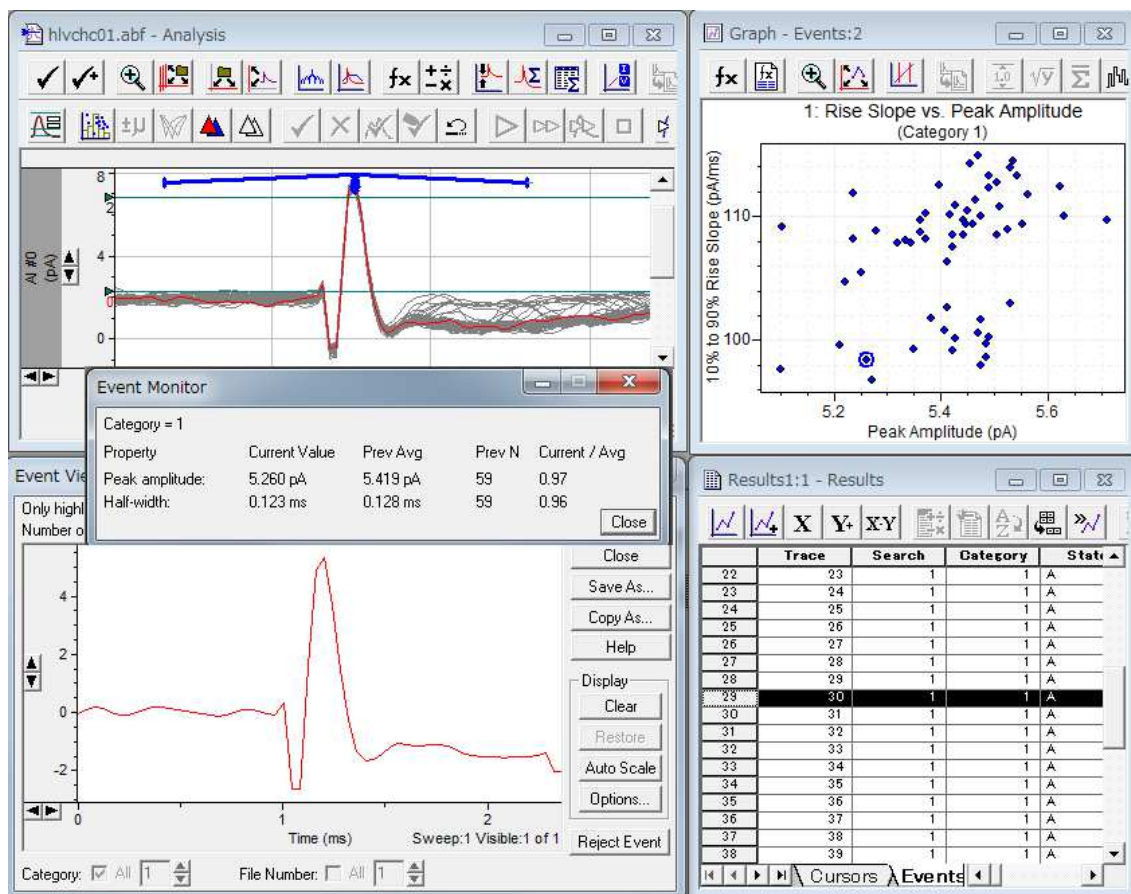 hlvchc01.abf - Analysis
fx
8
2
4
0
0
AI #0
(pA)
Graph - Events:2
fx
1: Rise Slope vs. Peak Amplitude
(Category 1)
10% to 90% Rise Slope (pA/ms)
110
100
5.2 5.4 5.6
Peak Amplitude (pA)
Event Monitor
Category = 1
Property Current Value Prev Avg Prev N Current / Avg
Peak amplitude: 5.260 pA 5.419 pA 59 0.97
Half-width: 0.123 ms 0.128 ms 59 0.96
Close
Event Vie
Only highl
Number o
4
2
0
-2
0 1 2
Time (ms) Sweep:1 Visible:1 of 1
Close
Save As...
Copy As...
Help
Display
Clear
Restore
Auto Scale
Options...
Reject Event
Category: All 1 File Number: All 1
Results1:1 - Results
X Y+ X-Y
Trace Search Category State
22 23 1 1 A
23 24 1 1 A
24 25 1 1 A
25 26 1 1 A
26 27 1 1 A
27 28 1 1 A
28 29 1 1 A
29 30 1 1 A
30 31 1 1 A
31 32 1 1 A
32 33 1 1 A
33 34 1 1 A
34 35 1 1 A
35 36 1 1 A
36 37 1 1 A
37 38 1 1 A
38 39 1 1 A
Cursors Events